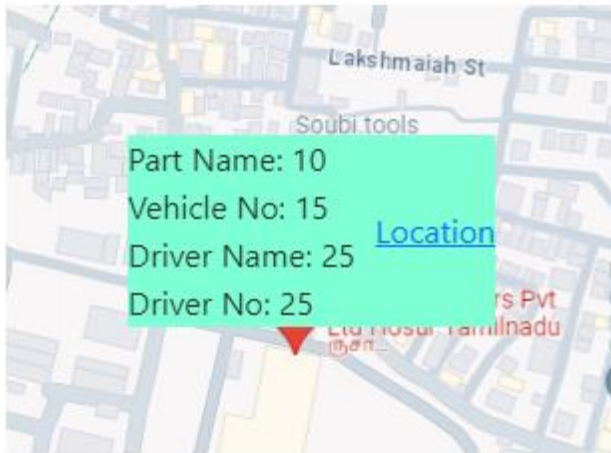 Lakshmaiah St
Soubi tools
Part Name: 10
Vehicle No: 15
Location
Driver Name: 25
Driver No: 25
rs Pvt
Ltd Hosur Tamilnadu
ருசா...